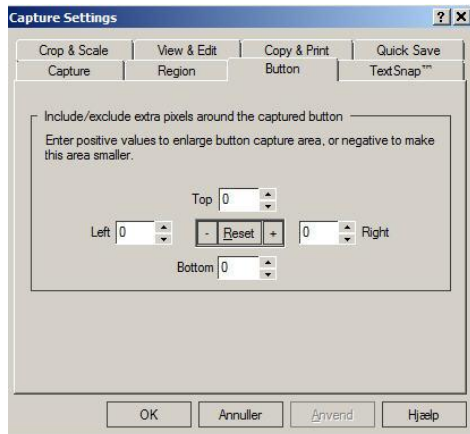 Capture Settings
Crop & Scale View & Edit Copy & Print Quick Save
Capture Region Button TextSnap™
Include/exclude extra pixels around the captured button
Enter positive values to enlarge button capture area, or negative to make
this area smaller.
Top 0
Left 0 - Reset + 0 Right
Bottom 0
OK Annuller Anvend Hjælp